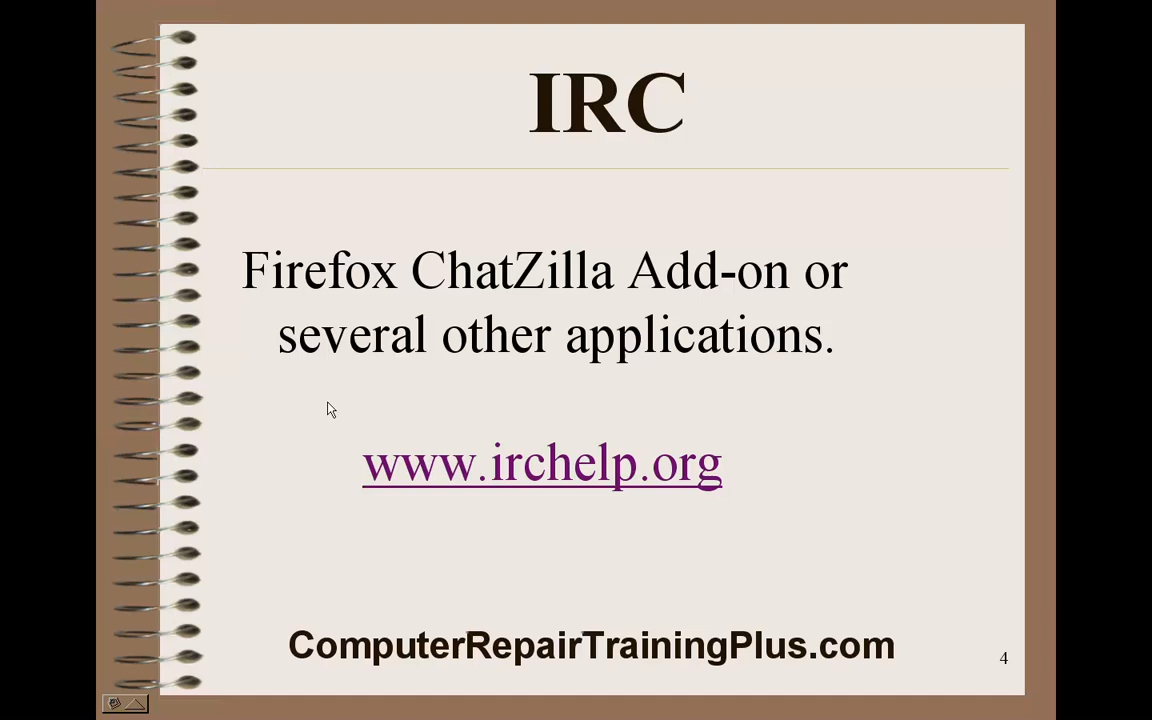 IRC
Firefox ChatZilla Add-on or
several other applications.
www.irchelp.org
ComputerRepairTrainingPlus.com
4